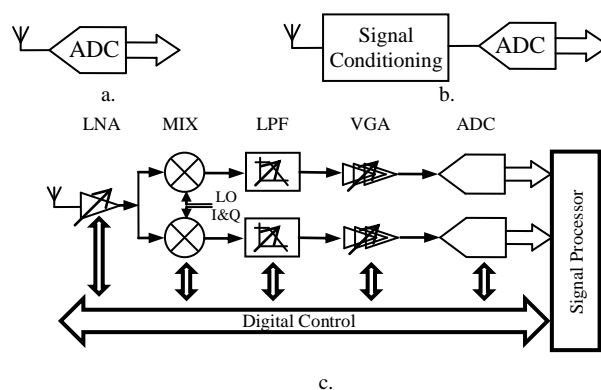 ADC
a.
Signal
Conditioning
ADC
b.
LNA MIX LPF VGA ADC
LO
I&Q
Signal Processor
Digital Control
c.